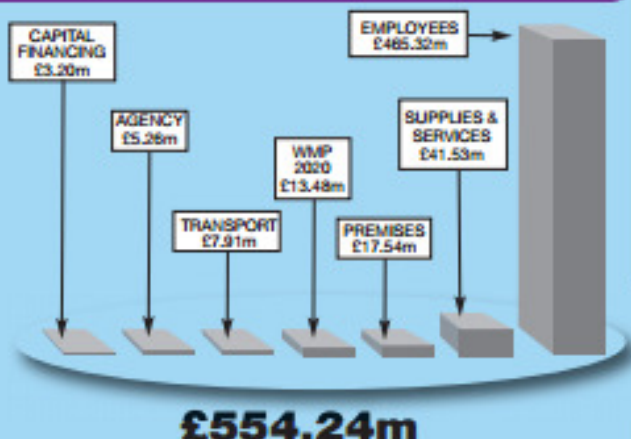 CAPITAL
FINANCING
£3.20m
AGENCY
£5.26m
TRANSPORT
£7.91m
WMP
2020
£13.48m
PREMISES
£17.54m
SUPPLIES &
SERVICES
£41.53m
EMPLOYEES
£465.32m
£554.24m